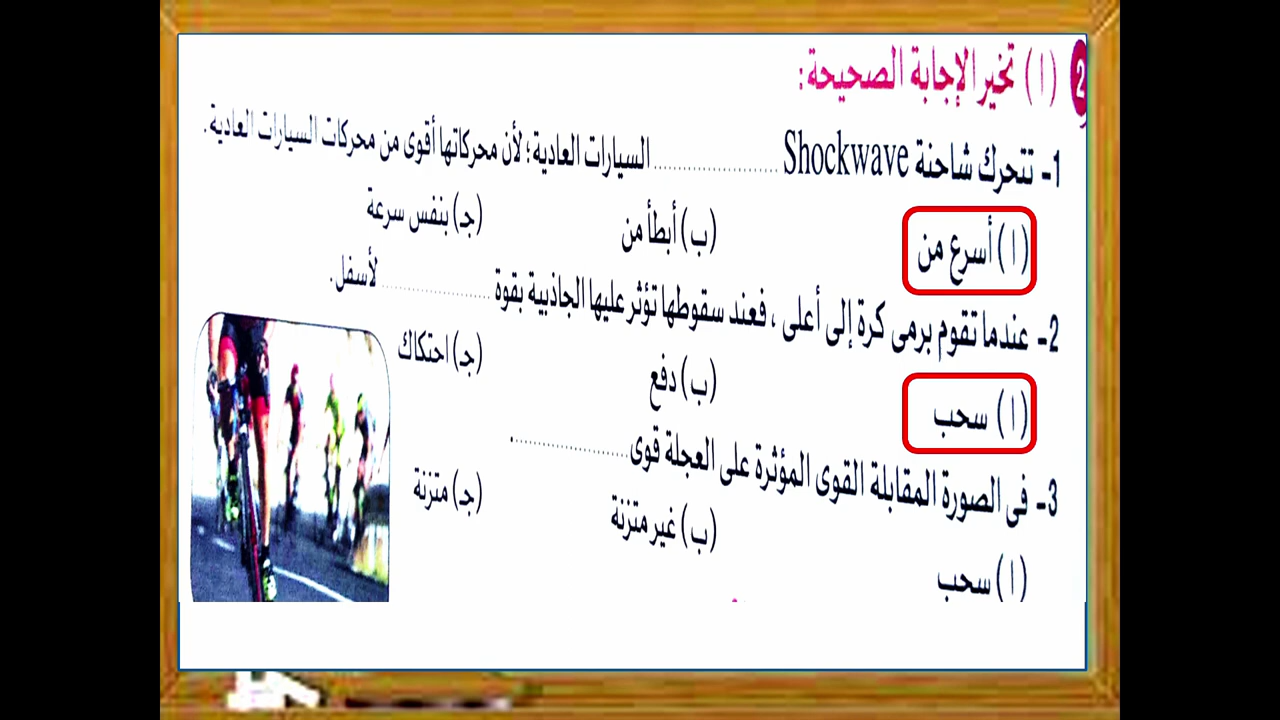 2 (ا) تخير الإجابة الصحيحة:
1- تتحرك شاحنة Shockwave ........................ السيارات العادية؛ لأن محركاتها أقوى من محركات السيارات العادية.
(ا) أسرع من (ب) أبطأ من (جـ) بنفس سرعة
2- عندما تقوم برمى كرة إلى أعلى ، فعند سقوطها تؤثر عليها الجاذبية بقوة ........................ لأسفل.
(ا) سحب (ب) دفع (جـ) احتكاك
3- فى الصورة المقابلة القوى المؤثرة على العجلة قوى ........................ .
(ا) سحب (ب) غير متزنة (جـ) متزنة